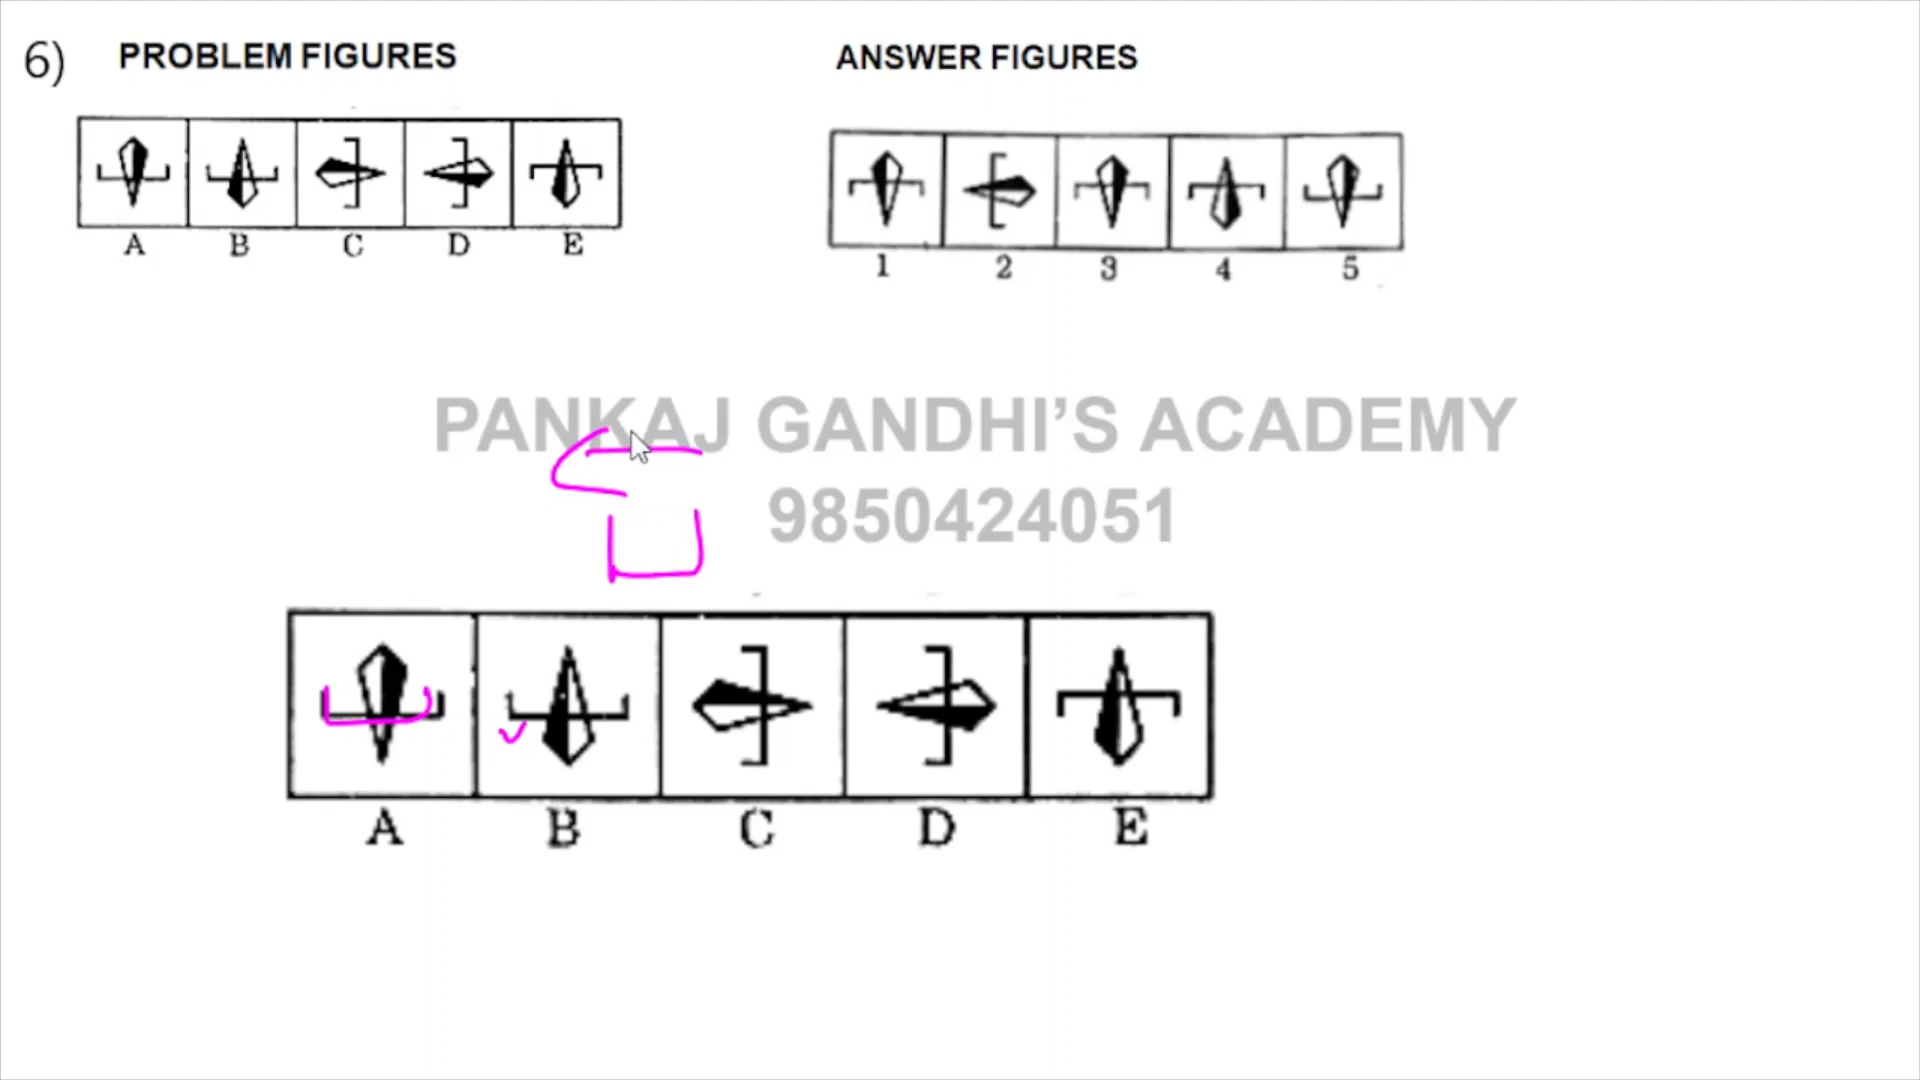 6) PROBLEM FIGURES ANSWER FIGURES
A B C D E
1 2 3 4 5
PANKAJ GANDHI'S ACADEMY
9850424051
A B C D E